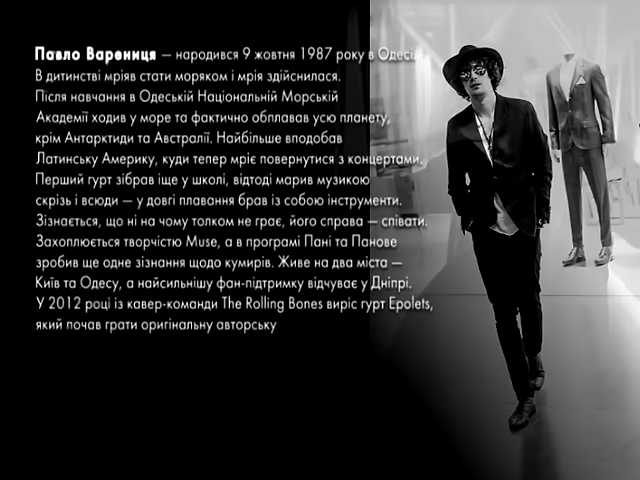 Павло Варениця — народився 9 жовтня 1987 року в Одесі.
В дитинстві мріяв стати моряком і мрія здійснилася.
Після навчання в Одеській Національній Морській
Академії ходив у море та фактично обплавав усю планету,
крім Антарктиди та Австралії. Найбільше вподобав
Латинську Америку, куди тепер мріє повернутися з концертами.
Перший гурт зібрав іще у школі, відтоді марив музикою
скрізь і всюди — у довгі плавання брав із собою інструменти.
Зізнається, що ні на чому толком не грає, його справа — співати.
Захоплюється творчістю Muse, а в програмі Пані та Панове
зробив ще одне зізнання щодо кумирів. Живе на два міста —
Київ та Одесу, а найсильнішу фан-підтримку відчуває у Дніпрі.
У 2012 році із кавер-команди The Rolling Bones виріс гурт Epolets,
який почав грати оригінальну авторську